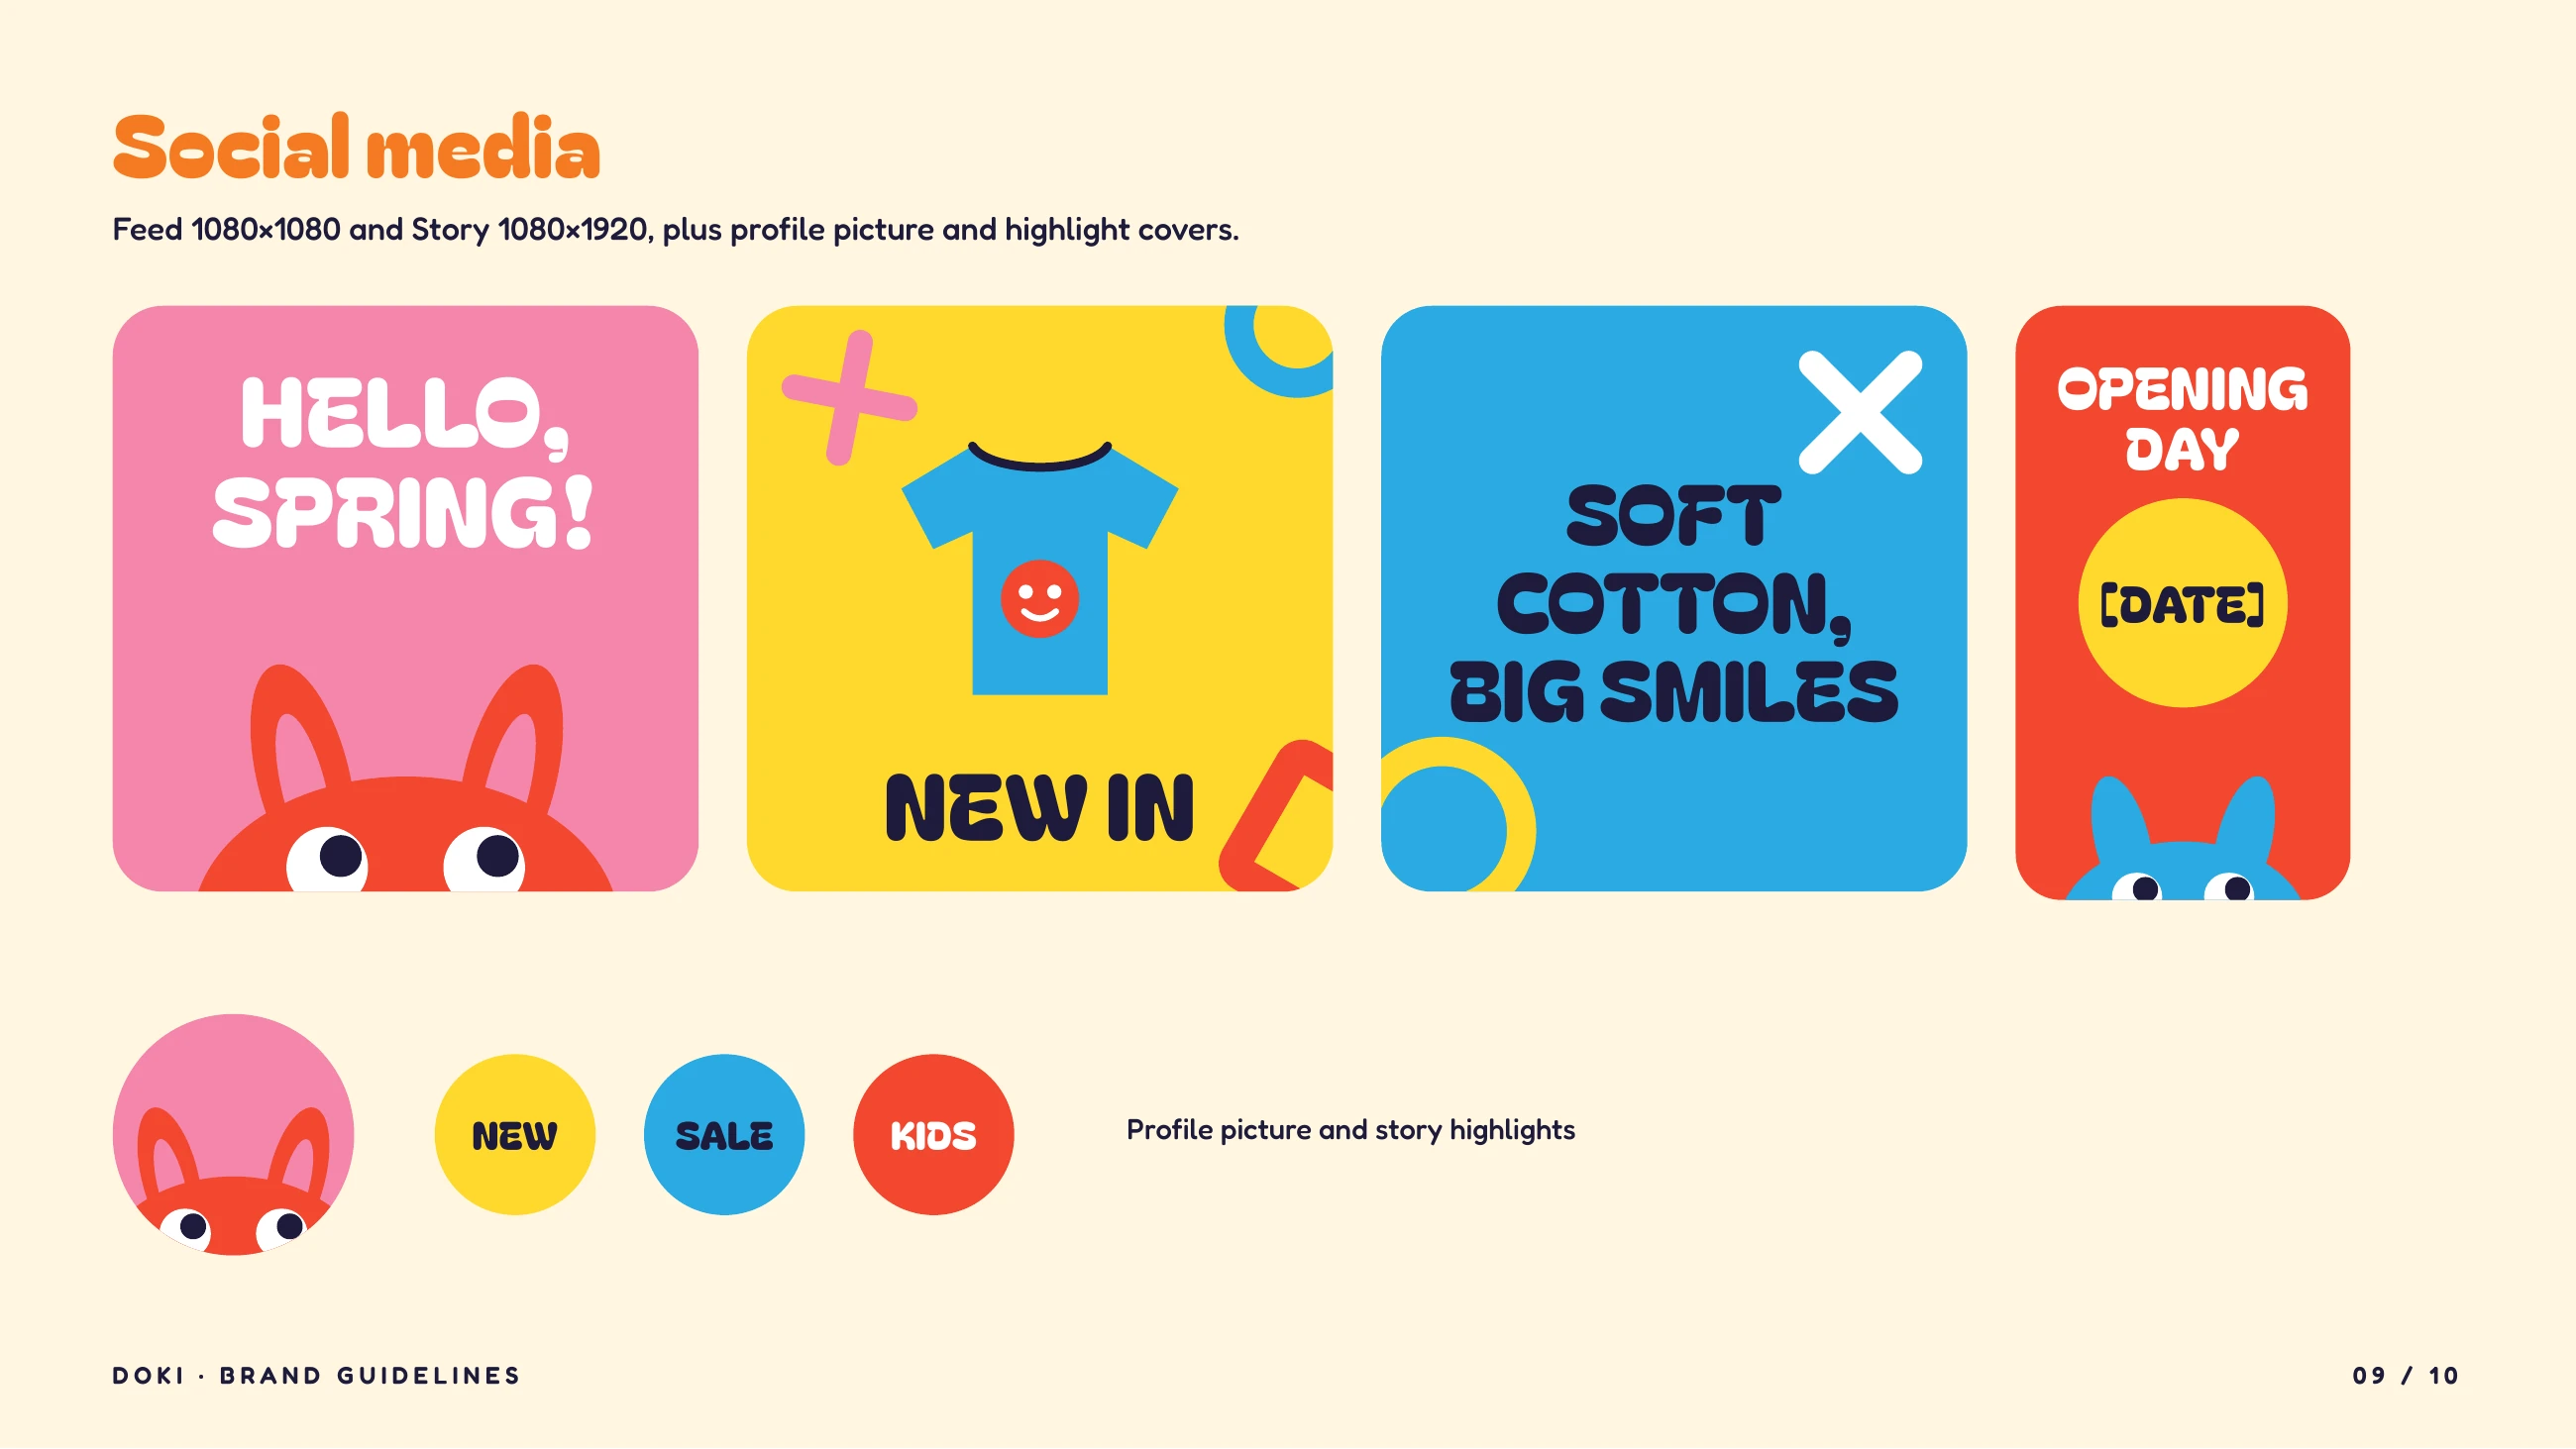 Social media
Feed 1080×1080 and Story 1080×1920, plus profile picture and highlight covers.
HELLO,
SPRING!
NEW IN
SOFT
COTTON,
BIG SMILES
OPENING
DAY
[DATE]
NEW
SALE
KIDS
Profile picture and story highlights
DOKI · BRAND GUIDELINES
09 / 10